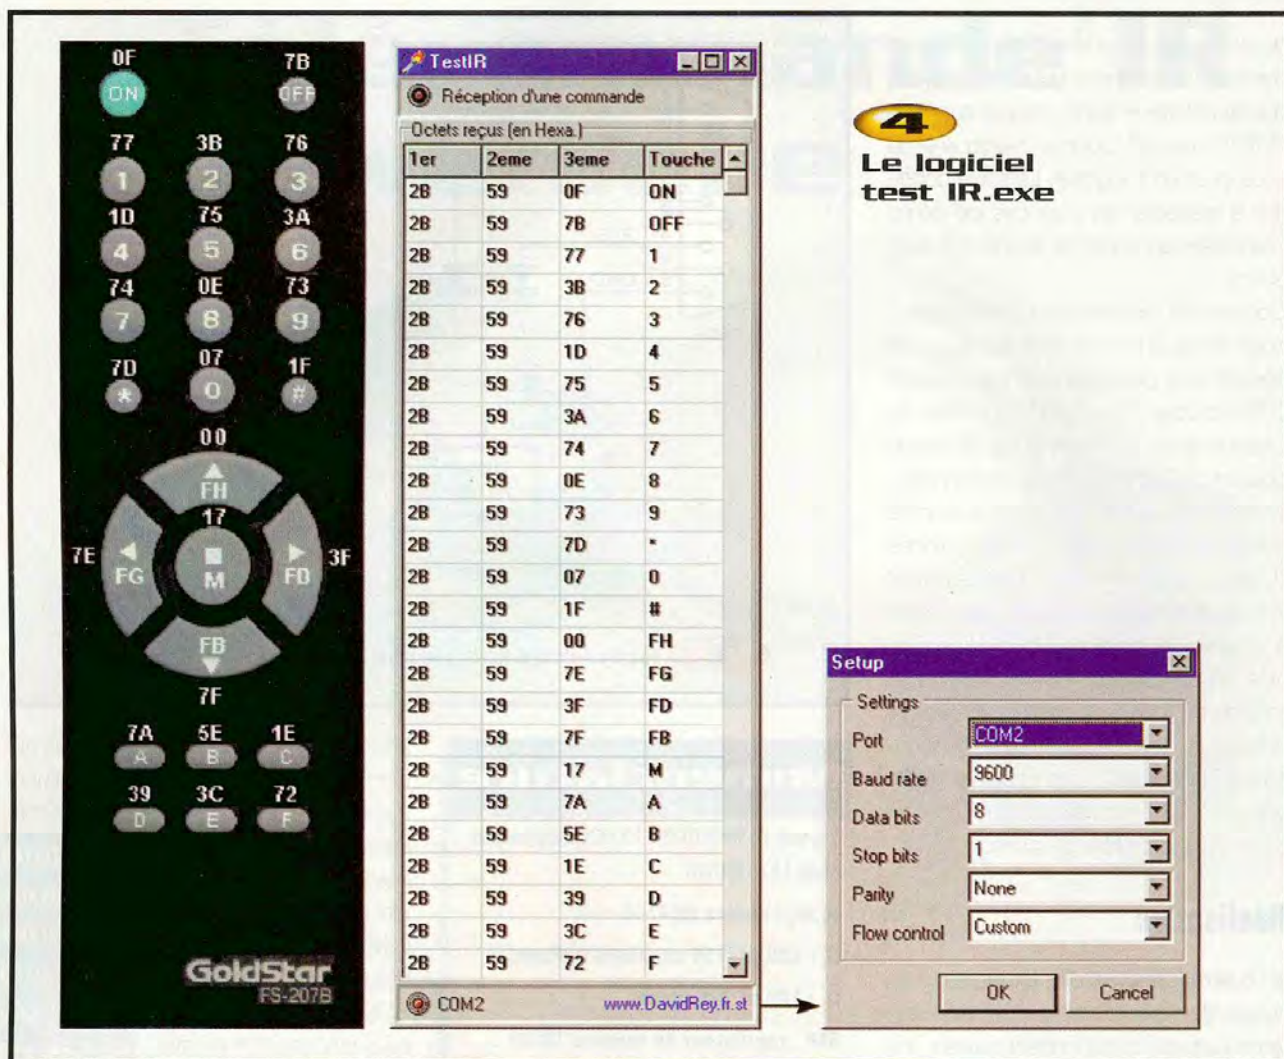 0F 7B
ON OFF
77 3B 76
1 2 3
1D 75 3A
4 5 6
74 0E 73
7 8 9
7D 07 1F
* 0 #
00
FH
17
7E FG M FD 3F
FB
7F
7A 5E 1E
A B C
39 3C 72
D E F
GoldStar
FS-207B
TestIR
Réception d'une commande
Octets reçus (en Hexa.)
1er 2eme 3eme Touche
2B 59 0F ON
2B 59 7B OFF
2B 59 77 1
2B 59 3B 2
2B 59 76 3
2B 59 1D 4
2B 59 75 5
2B 59 3A 6
2B 59 74 7
2B 59 0E 8
2B 59 73 9
2B 59 7D *
2B 59 07 0
2B 59 1F #
2B 59 00 FH
2B 59 7E FG
2B 59 3F FD
2B 59 7F FB
2B 59 17 M
2B 59 7A A
2B 59 5E B
2B 59 1E C
2B 59 39 D
2B 59 3C E
2B 59 72 F
COM2 www.DavidRey.fr.st
4
Le logiciel
test IR.exe
Setup
Settings
Port COM2
Baud rate 9600
Data bits 8
Stop bits 1
Parity None
Flow control Custom
OK Cancel